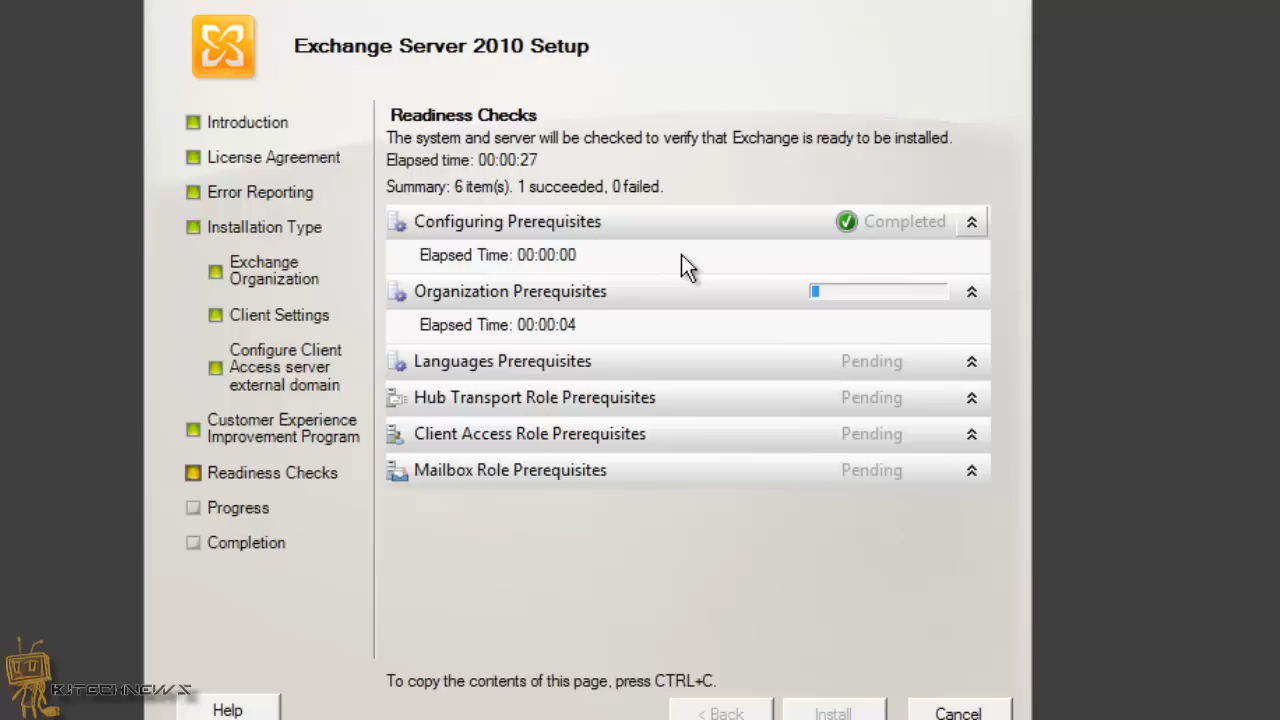 Exchange Server 2010 Setup
Introduction
License Agreement
Error Reporting
Installation Type
Exchange
Organization
Client Settings
Configure Client
Access server
external domain
Customer Experience
Improvement Program
Readiness Checks
Progress
Completion
Readiness Checks
The system and server will be checked to verify that Exchange is ready to be installed.
Elapsed time: 00:00:27
Summary: 6 item(s). 1 succeeded, 0 failed.
Configuring Prerequisites Completed
Elapsed Time: 00:00:00
Organization Prerequisites
Elapsed Time: 00:00:04
Languages Prerequisites Pending
Hub Transport Role Prerequisites Pending
Client Access Role Prerequisites Pending
Mailbox Role Prerequisites Pending
To copy the contents of this page, press CTRL+C.
Help < Back Install Cancel